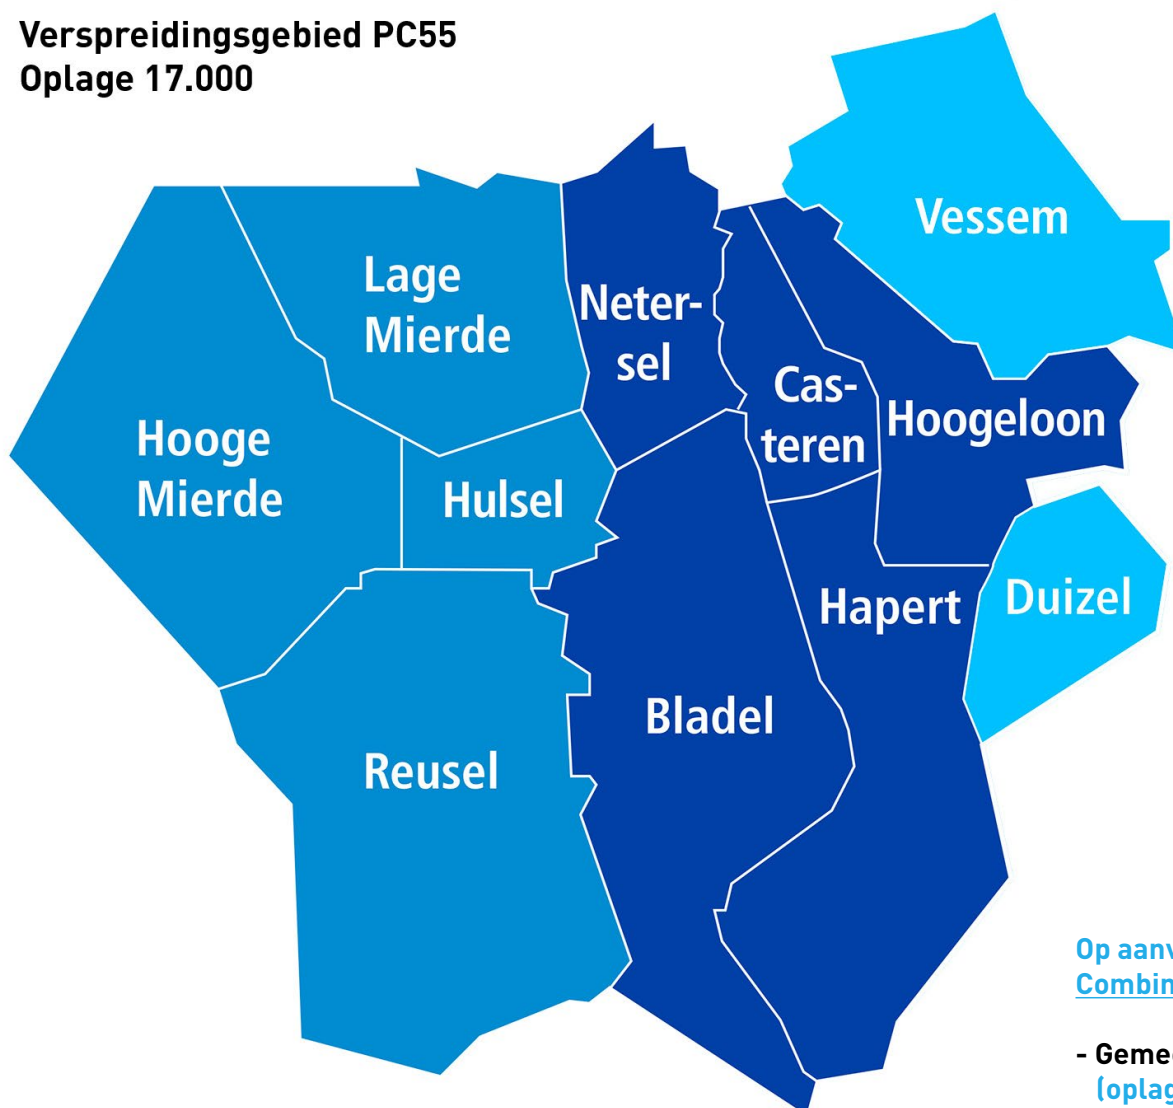 Verspreidingsgebied PC55
Oplage 17.000
Vessem
Lage
Mierde
Neter-
sel
Cas-
teren
Hoogeloon
Hooge
Mierde
Hulsel
Duizel
Hapert
Bladel
Reusel
Op
-